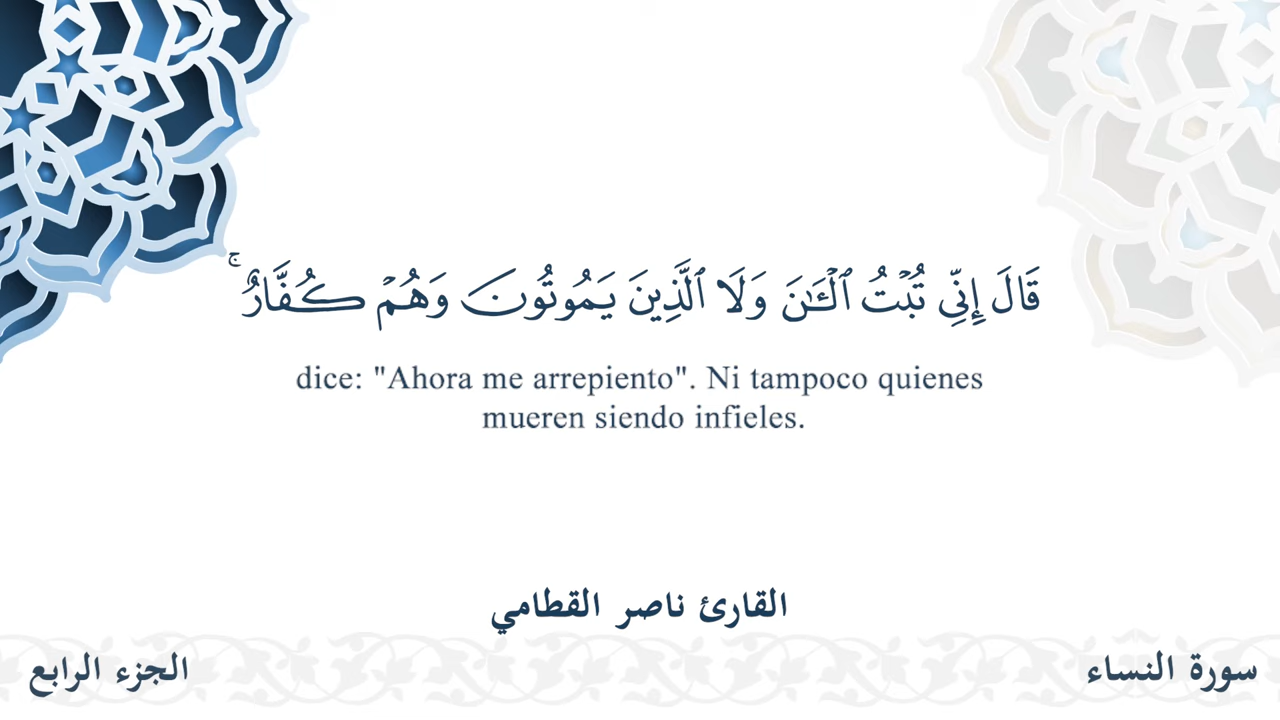 قَالَ إِنِّي تُبۡتُ ٱلۡـَٰٔنَ وَلَا ٱلَّذِينَ يَمُوتُونَ وَهُمۡ كُفَّارٌۚ
dice: "Ahora me arrepiento". Ni tampoco quienes
mueren siendo infieles.
القارئ ناصر القطامي
سورة النساء
الجزء الرابع